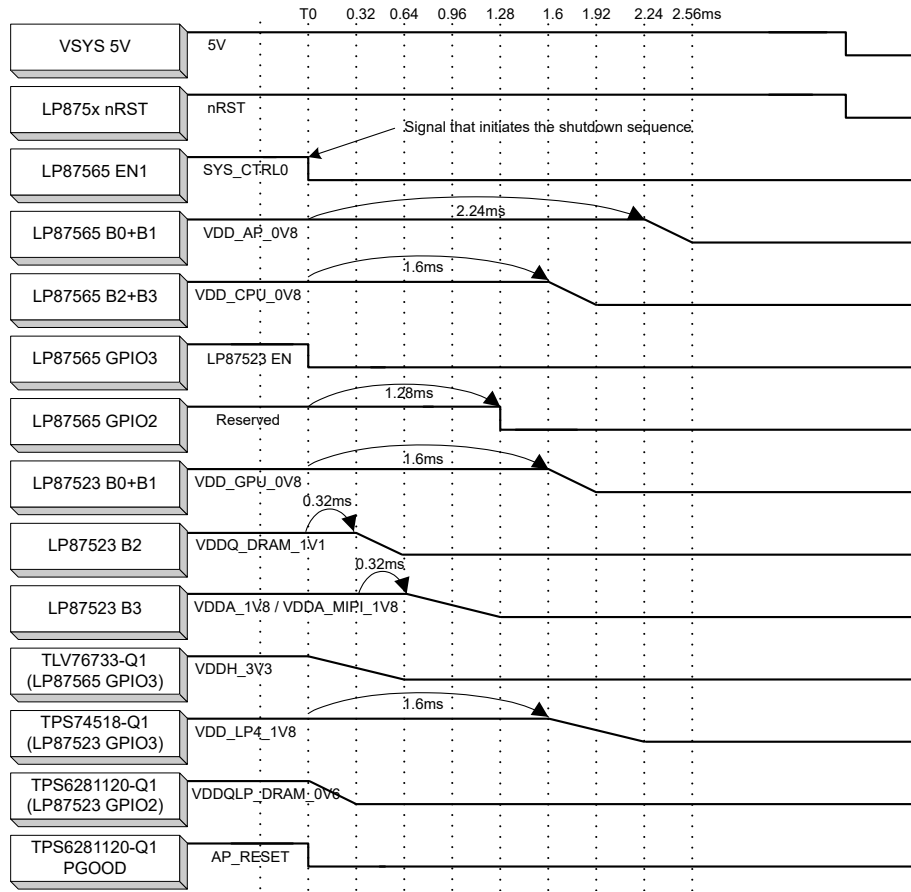 T0 0.32 0.64 0.96 1.28 1.6 1.92 2.24 2.56ms
VSYS 5V
5V
LP875x nRST
nRST
Signal that initiates the shutdown sequence
LP87565 EN1
SYS_CTRL0
2.24ms
LP87565 B0+B1
VDD_AP_0V8
1.6ms
LP87565 B2+B3
VDD_CPU_0V8
LP87565 GPIO3
LP87523 EN
1.28ms
LP87565 GPIO2
Reserved
1.6ms
LP87523 B0+B1
VDD_GPU_0V8
0.32ms
LP87523 B2
VDDQ_DRAM_1V1
0.32ms
LP87523 B3
VDDA_1V8 / VDDA_MIPI_1V8
TLV76733-Q1
(LP87565 GPIO3)
VDDH_3V3
1.6ms
TPS74518-Q1
(LP87523 GPIO3)
VDD_LP4_1V8
TPS6281120-Q1
(LP87523 GPIO2)
VDDQLP_DRAM_0V6
TPS6281120-Q1
PGOOD
AP_RESET